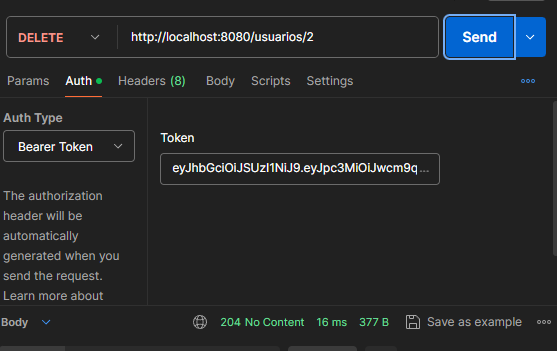 DELETE http://localhost:8080/usuarios/2 Send
Params Auth Headers (8) Body Scripts Settings
Auth Type
Bearer Token
Token
eyJhbGciOiJSUzI1NiJ9.eyJpc3MiOiJwcm9q...
The authorization
header will be
automatically
generated when you
send the request.
Learn more about
Body 204 No Content 16 ms 377 B Save as example